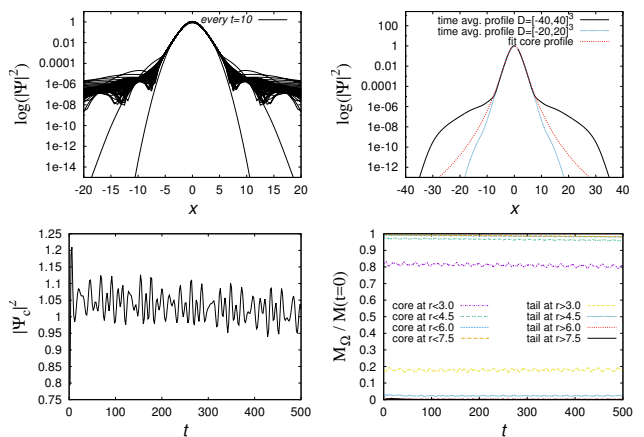 every t=10
log(|Ψ|²)
1
0.01
0.0001
1e-06
1e-08
1e-10
1e-12
1e-14
-20 -15 -10 -5 0 5 10 15 20
x
time avg. profile D=[-40,40]³
time avg. profile D=[-20,20]³
fit core profile
log(|Ψ|²)
100
1
0.01
0.0001
1e-06
1e-08
1e-10
1e-12
-40 -30 -20 -10 0 10 20 30 40
x
|Ψc|²
1.25
1.2
1.15
1.1
1.05
1
0.95
0.9
0.85
0.8
0.75
0 100 200 300 400 500
t
M_Ω / M(t=0)
1
0.9
0.8
0.7
0.6
0.5
0.4
0.3
0.2
0.1
0
core at r<3.0 tail at r>3.0
core at r<4.5 tail at r>4.5
core at r<6.0 tail at r>6.0
core at r<7.5 tail at r>7.5
0 100 200 300 400 500
t